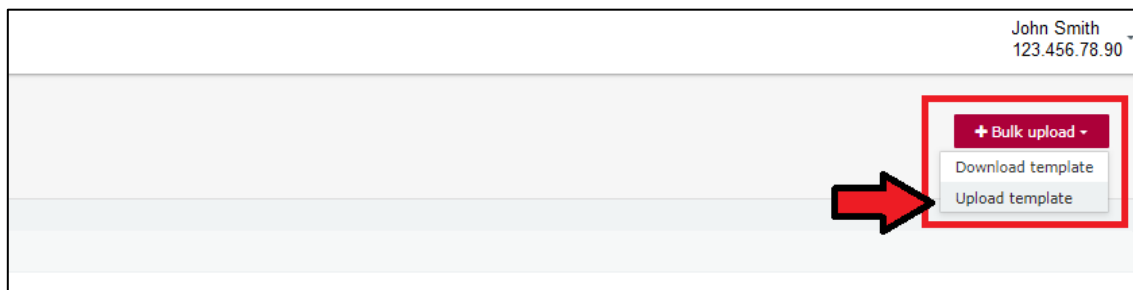 John Smith
123.456.78.90
+ Bulk upload
Download template
Upload template